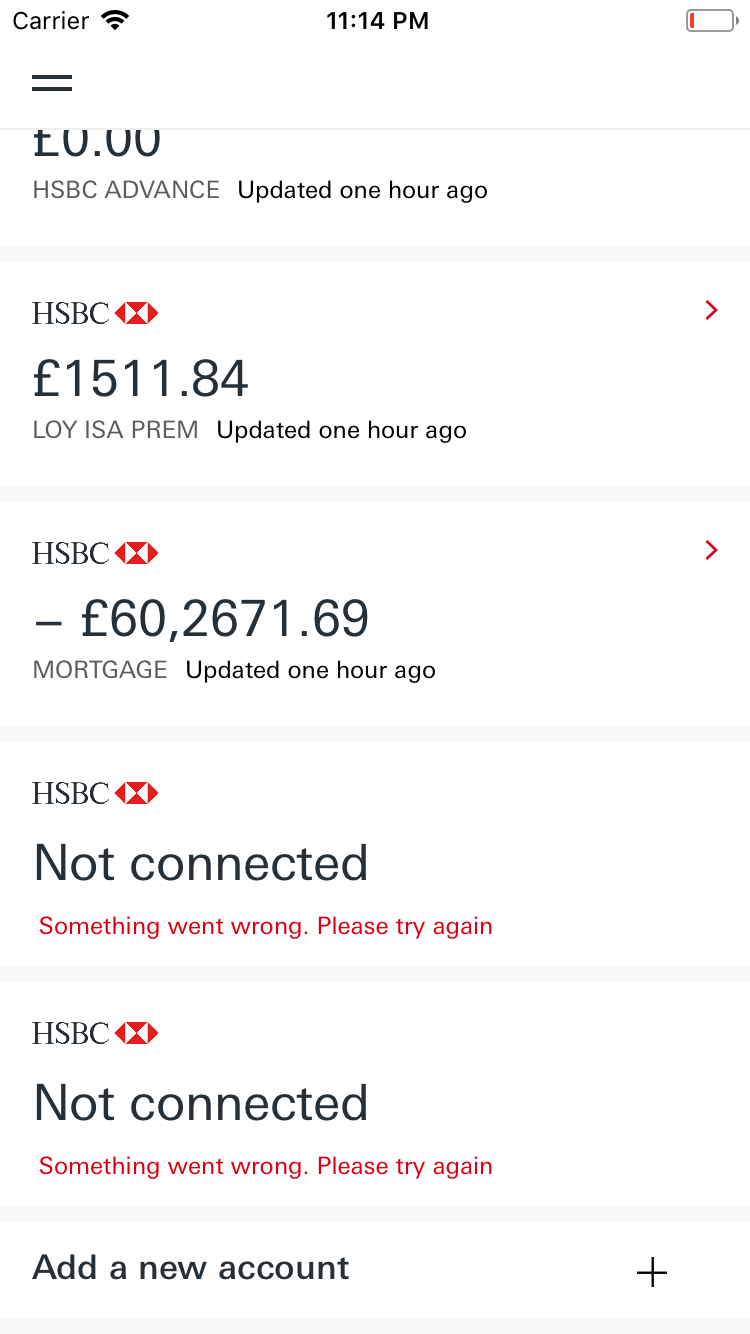 Carrier 11:14 PM
£0.00
HSBC ADVANCE Updated one hour ago
HSBC
£1511.84
LOY ISA PREM Updated one hour ago
HSBC
– £60,2671.69
MORTGAGE Updated one hour ago
HSBC
Not connected
Something went wrong. Please try again
HSBC
Not connected
Something went wrong. Please try again
Add a new account